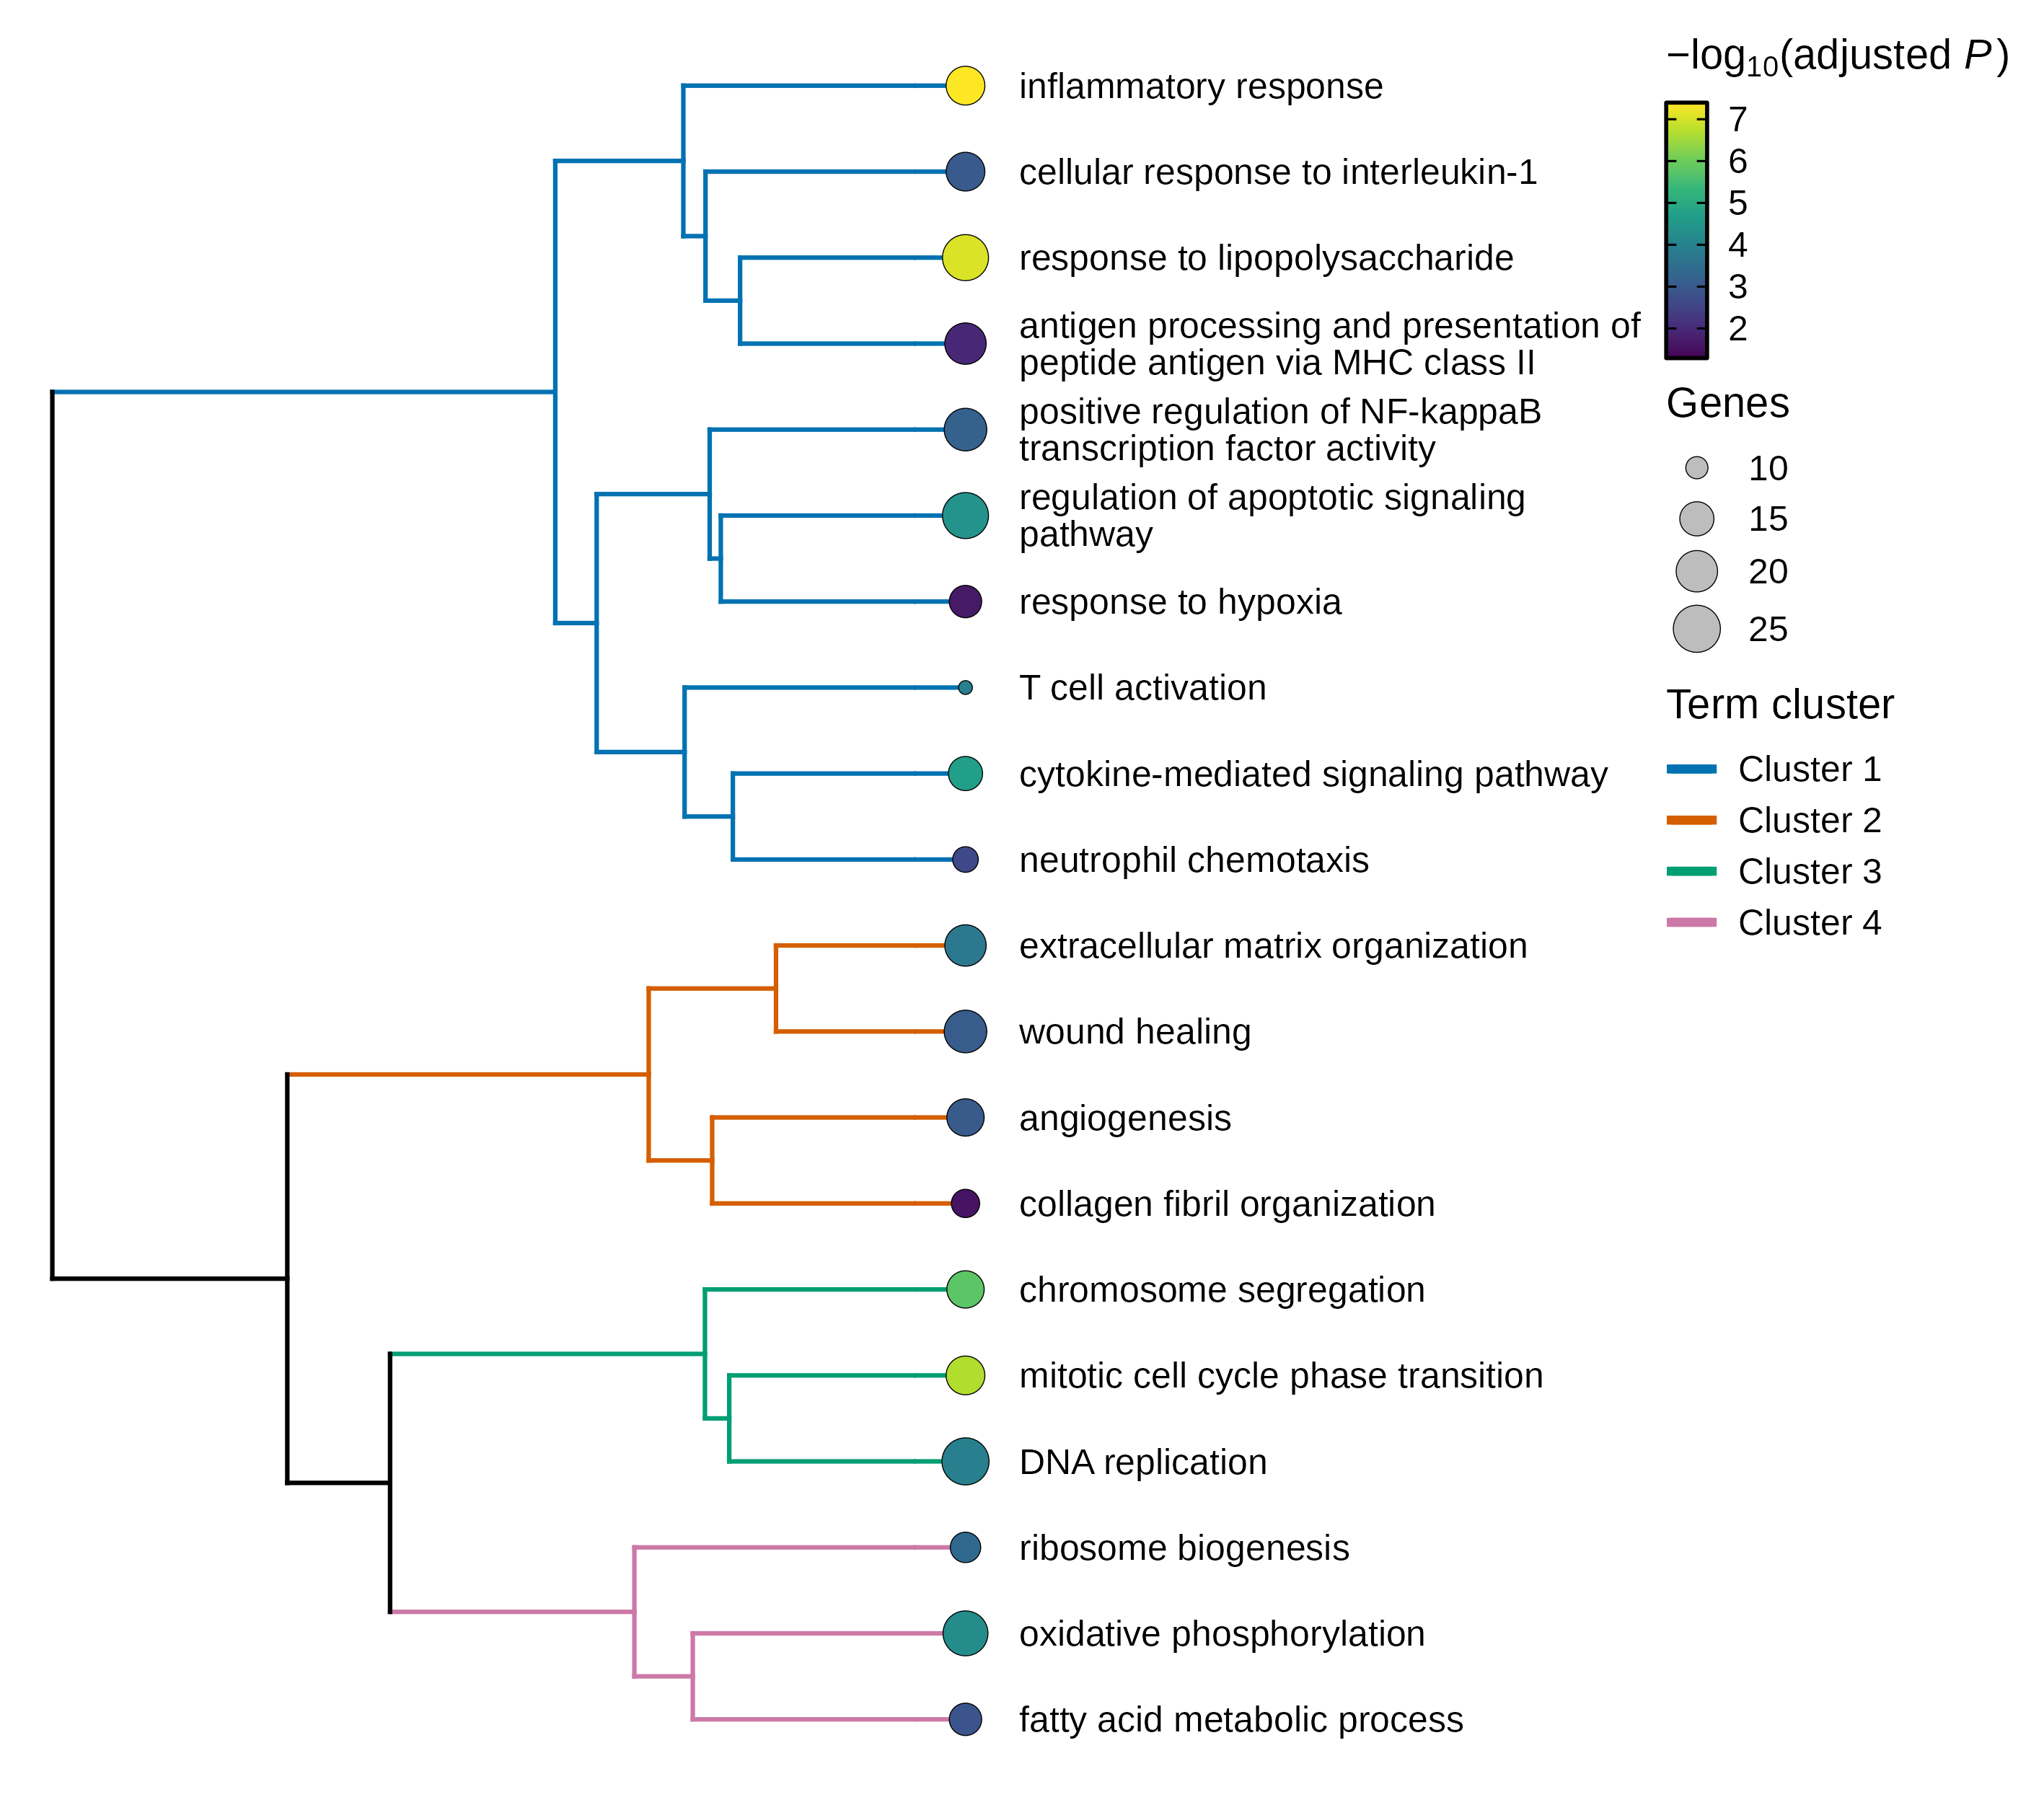 inflammatory response
cellular response to interleukin-1
response to lipopolysaccharide
antigen processing and presentation of
peptide antigen via MHC class II
positive regulation of NF-kappaB
transcription factor activity
regulation of apoptotic signaling
pathway
response to hypoxia
T cell activation
cytokine-mediated signaling pathway
neutrophil chemotaxis
extracellular matrix organization
wound healing
angiogenesis
collagen fibril organization
chromosome segregation
mitotic cell cycle phase transition
DNA replication
ribosome biogenesis
oxidative phosphorylation
fatty acid metabolic process
−log₁₀(adjusted P)
7
6
5
4
3
2
Genes
10
15
20
25
Term cluster
Cluster 1
Cluster 2
Cluster 3
Cluster 4